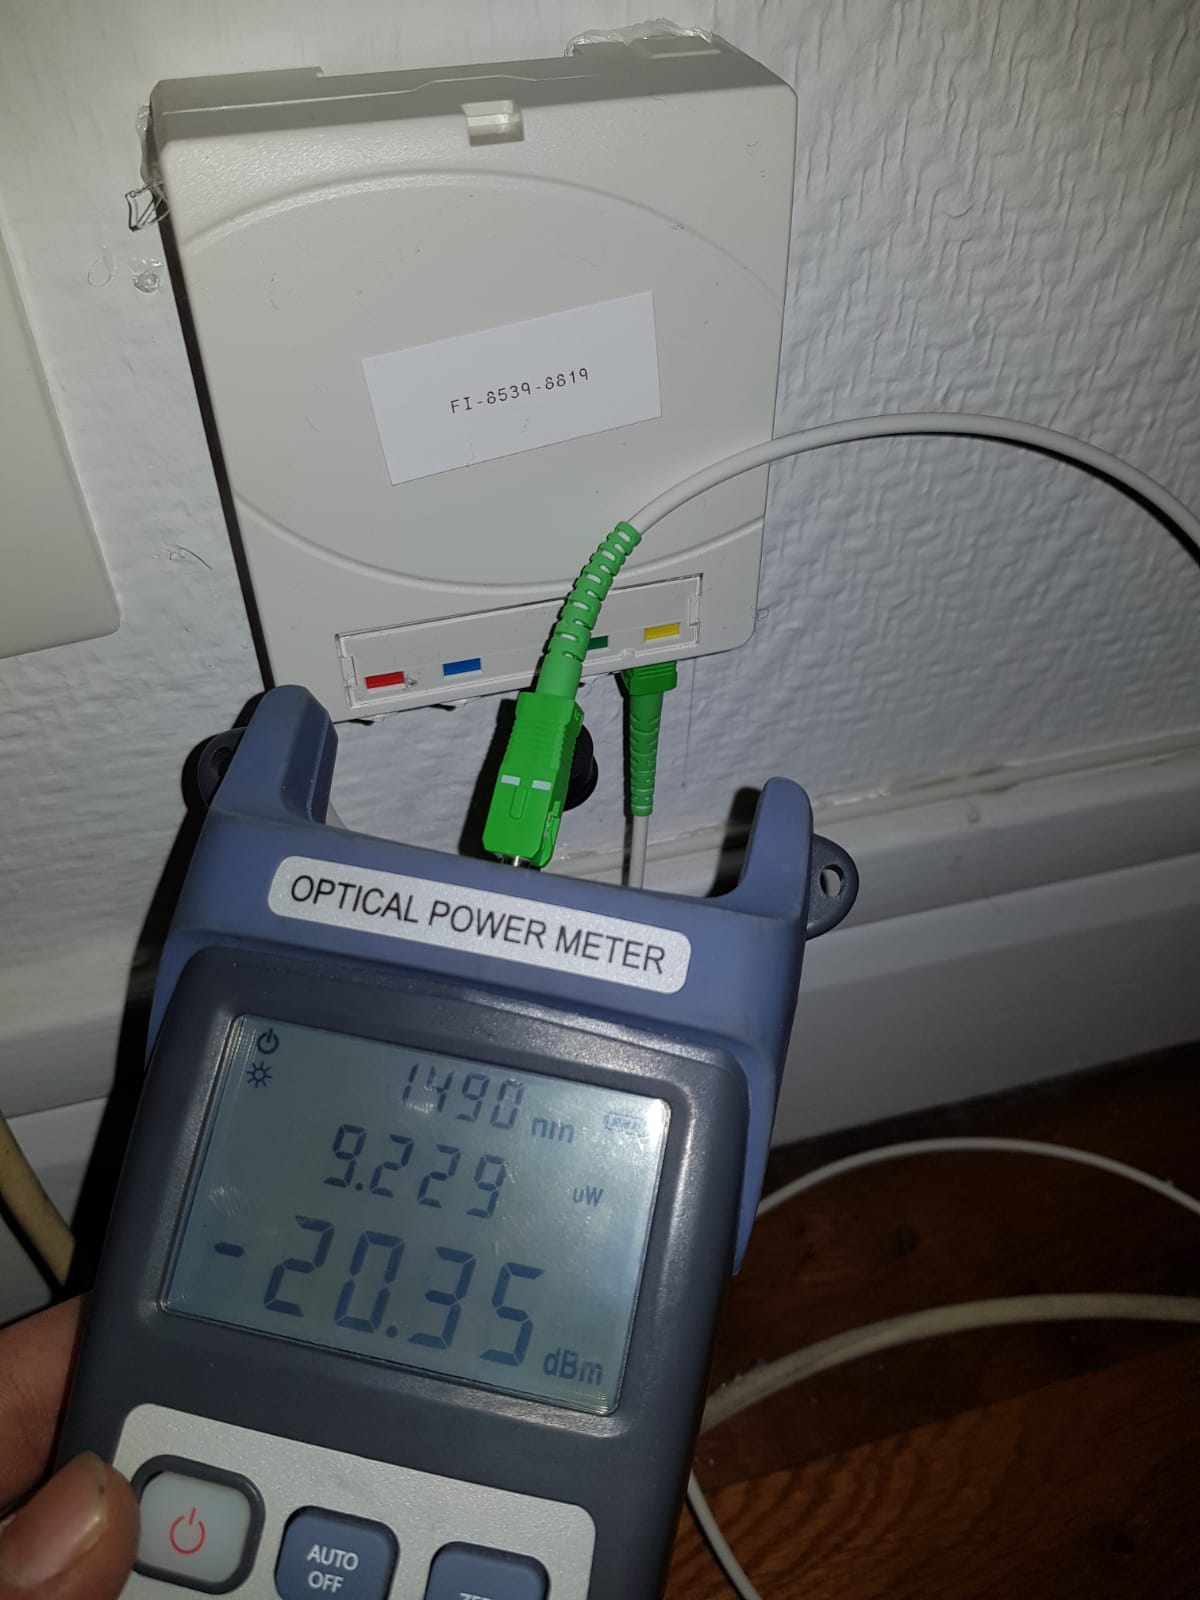 FI-8539-8819
OPTICAL POWER METER
1490 nm
9.229 uW
-20.35 dBm
AUTO
OFF